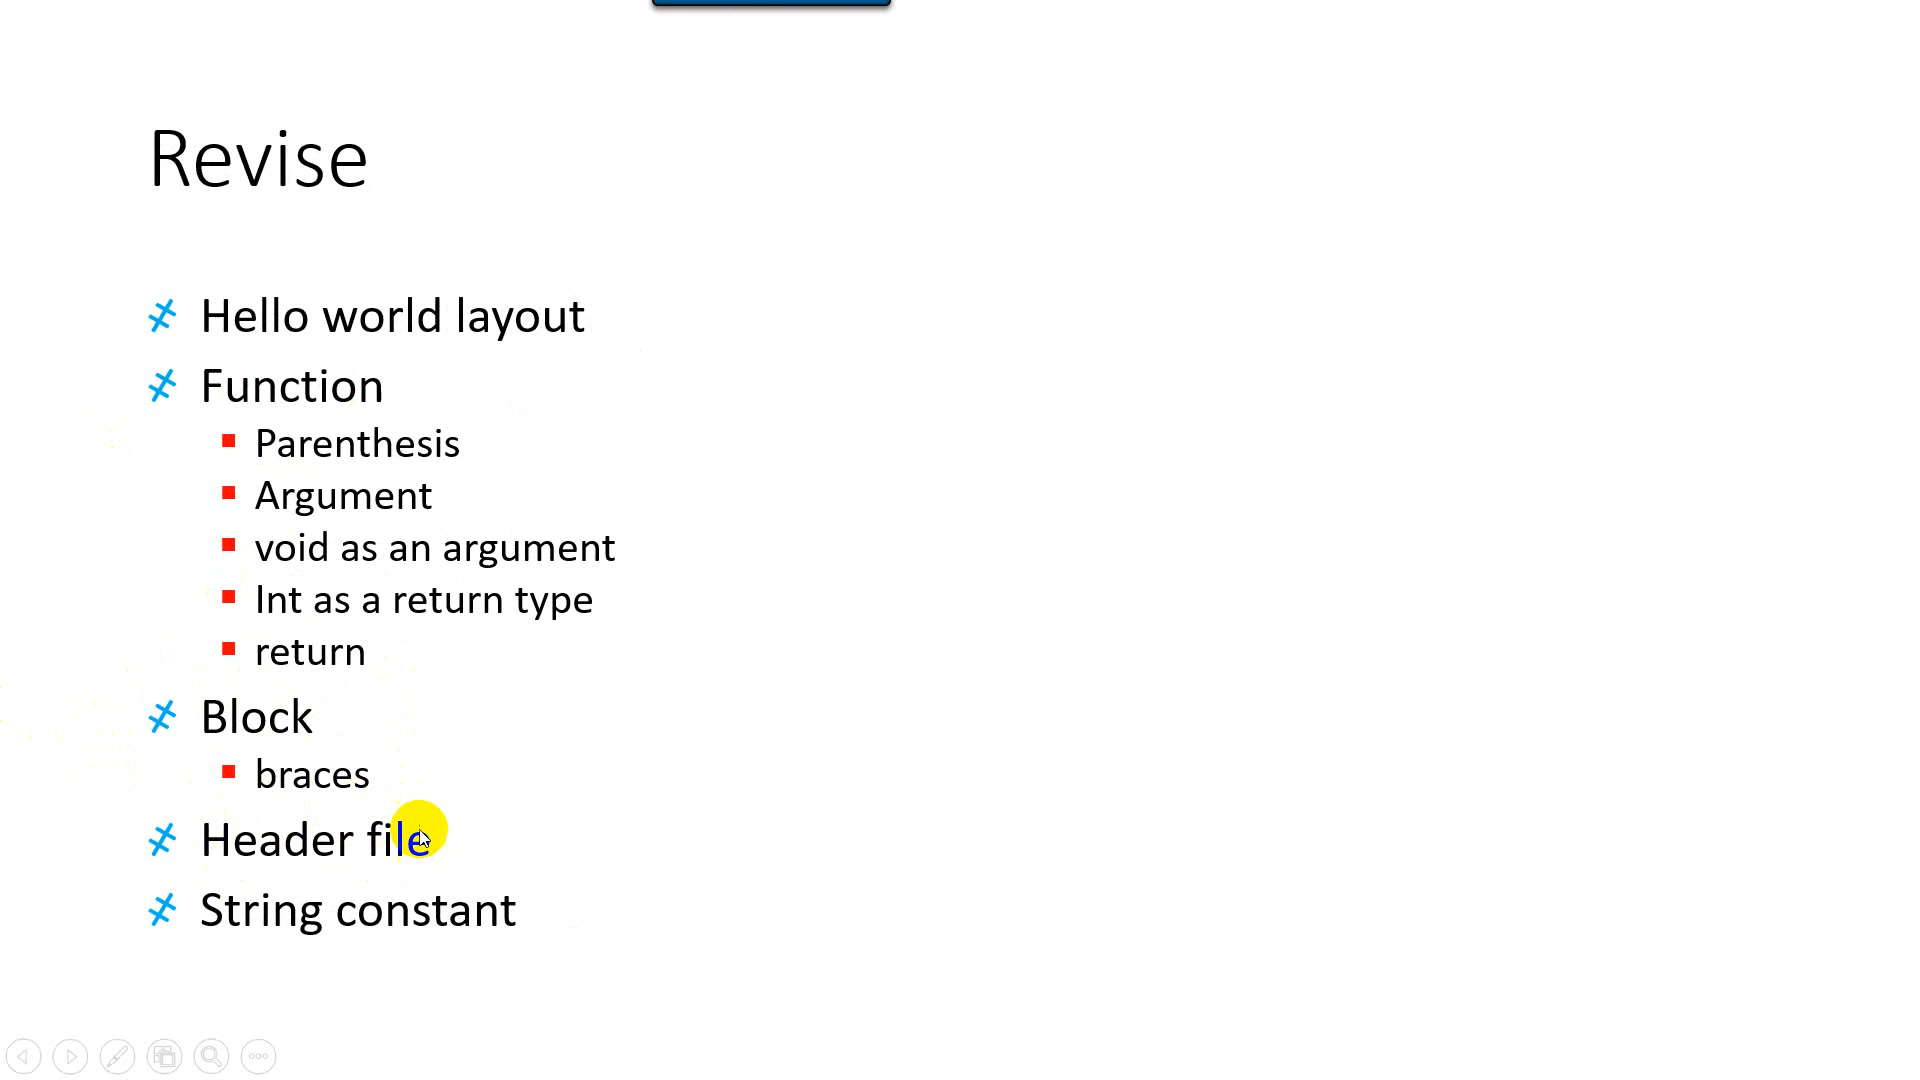 Revise
Hello world layout
Function
Parenthesis
Argument
void as an argument
Int as a return type
return
Block
braces
Header file
String constant